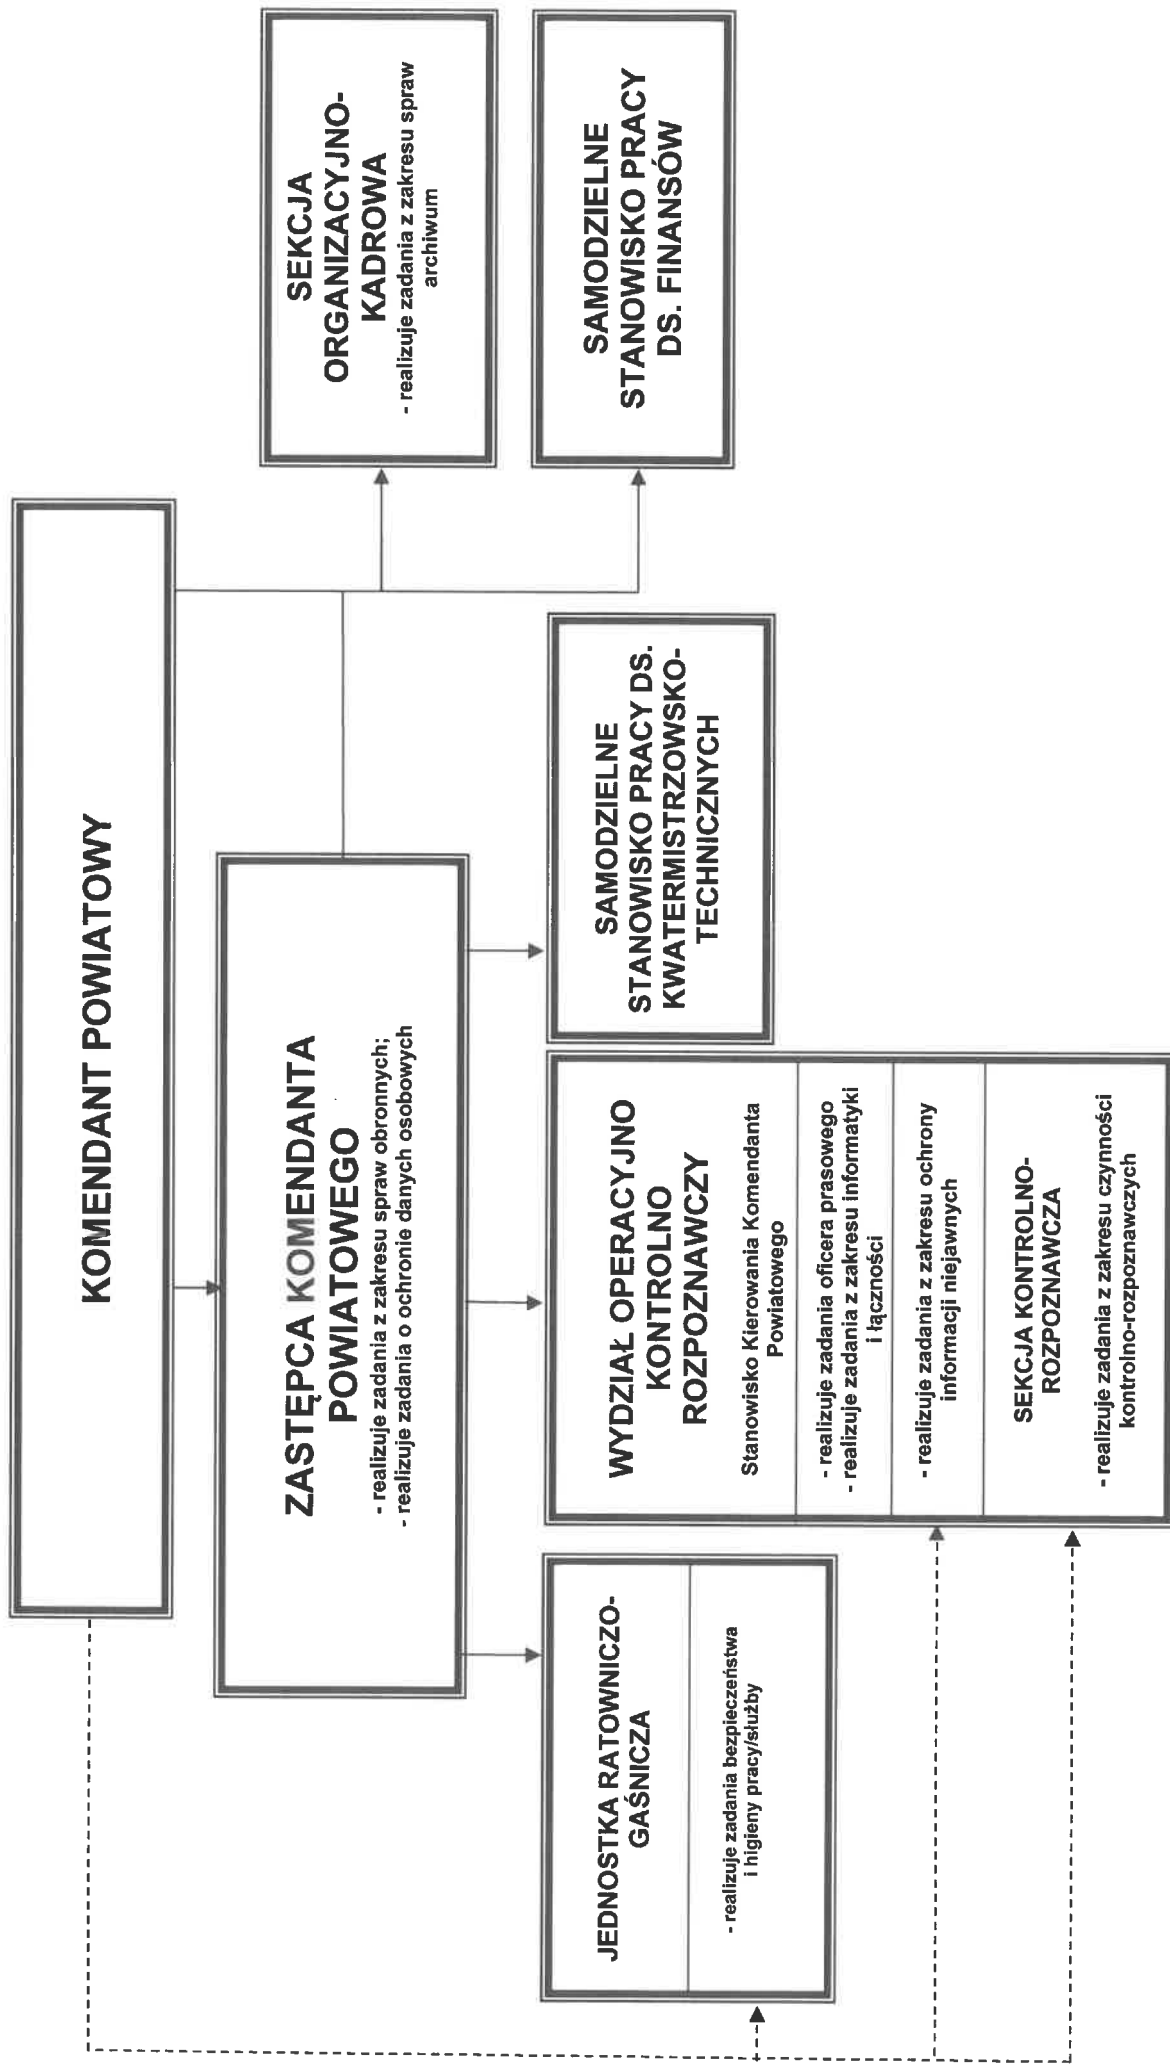 KOMENDANT POWIATOWY
ZASTĘPCA KOMENDANTA
POWIATOWEGO
- realizuje zadania z zakresu spraw obronnych;
- realizuje zadania o ochronie danych osobowych
SEKCJA
ORGANIZACYJNO-
KADROWA
- realizuje zadania z zakresu spraw
archiwum
SAMODZIELNE
STANOWISKO PRACY
DS. FINANSÓW
JEDNOSTKA RATOWNICZO-
GAŚNICZA
- realizuje zadania bezpieczeństwa
i higieny pracy/służby
WYDZIAŁ OPERACYJNO
KONTROLNO
ROZPOZNAWCZY
Stanowisko Kierowania Komendanta
Powiatowego
- realizuje zadania oficera prasowego
- realizuje zadania z zakresu informatyki
i łączności
- realizuje zadania z zakresu ochrony
informacji niejawnych
SEKCJA KONTROLNO-
ROZPOZNAWCZA
- realizuje zadania z zakresu czynności
kontrolno-rozpoznawczych
SAMODZIELNE
STANOWISKO PRACY DS.
KWATERMISTRZOWSKO-
TECHNICZNYCH